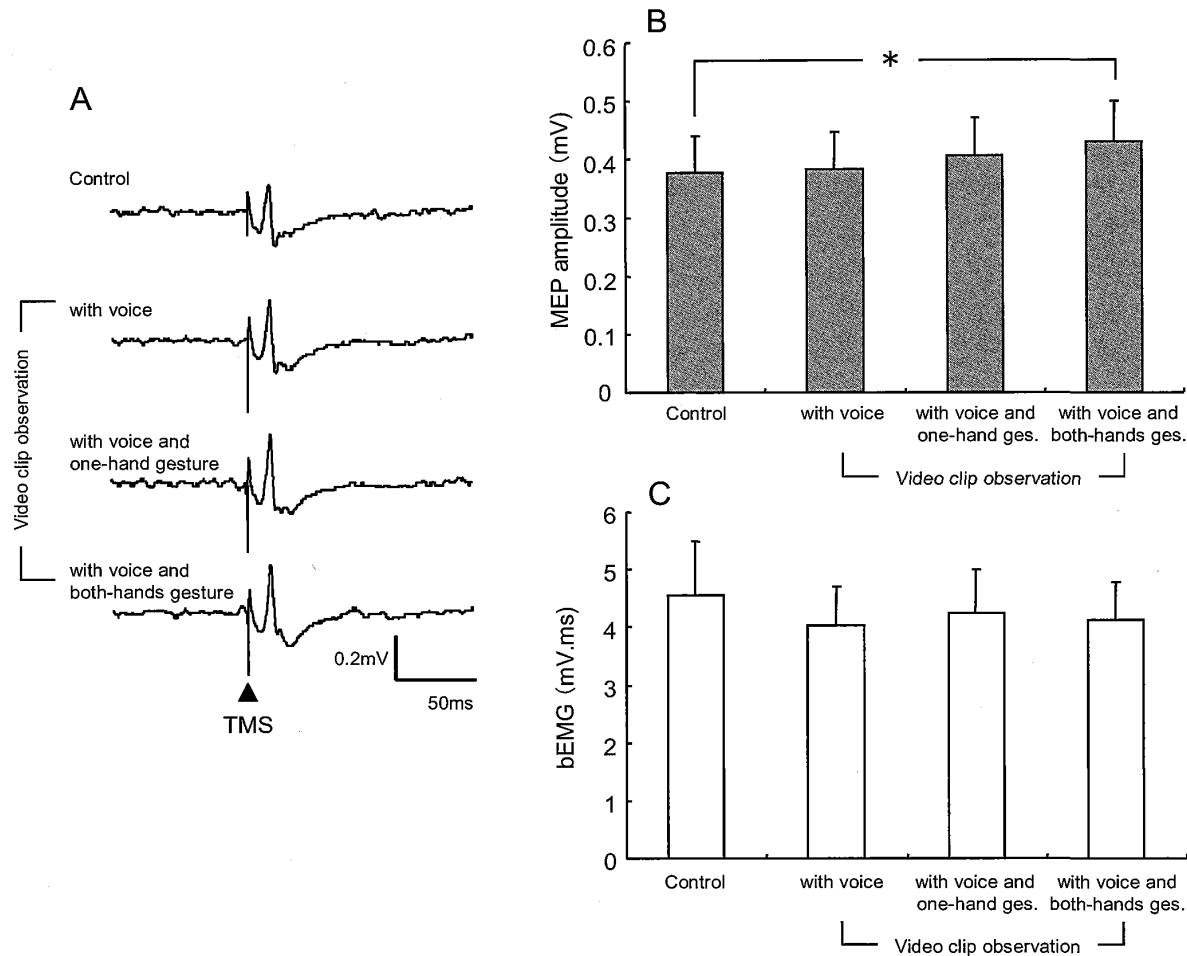 A
Control
with voice
with voice and
one-hand gesture
with voice and
both-hands gesture
Video clip observation
0.2mV
50ms
TMS
B
MEP amplitude (mV)
0.6
0.5
0.4
0.3
0.2
0.1
0
*
Control
with voice
with voice and
one-hand ges.
with voice and
both-hands ges.
Video clip observation
C
bEMG (mV.ms)
6
5
4
3
2
1
0
Control
with voice
with voice and
one-hand ges.
with voice and
both-hands ges.
Video clip observation